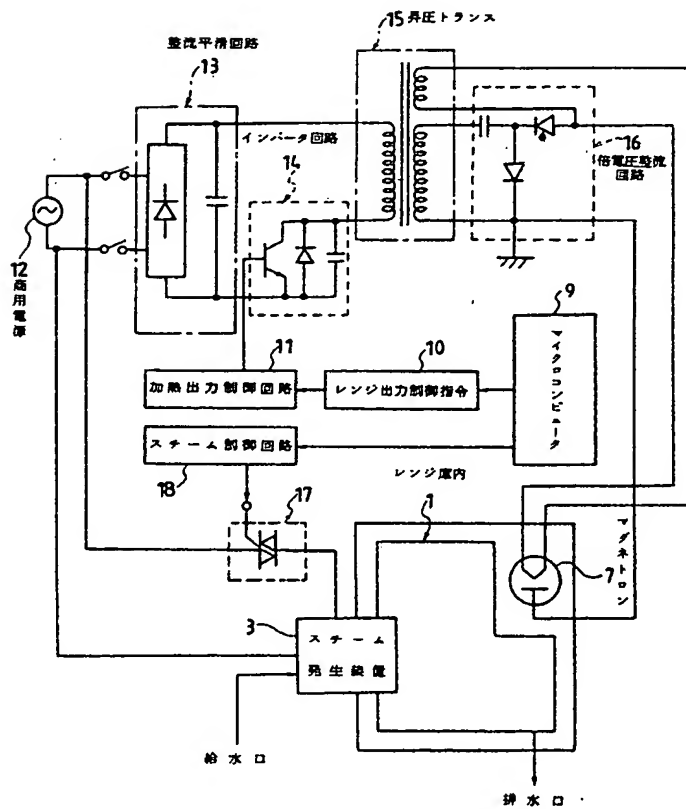 15 昇圧トランス
整流平滑回路
13
インバータ回路
14
16
倍電圧整流
回路
12
商用電源
9
マイクロコンピュータ
11
10
加熱出力制御回路
レンジ出力制御指令
スチーム制御回路
18
レンジ庫内
17
1
マグネトロン
7
3
スチーム
発生装置
給水口
排水口